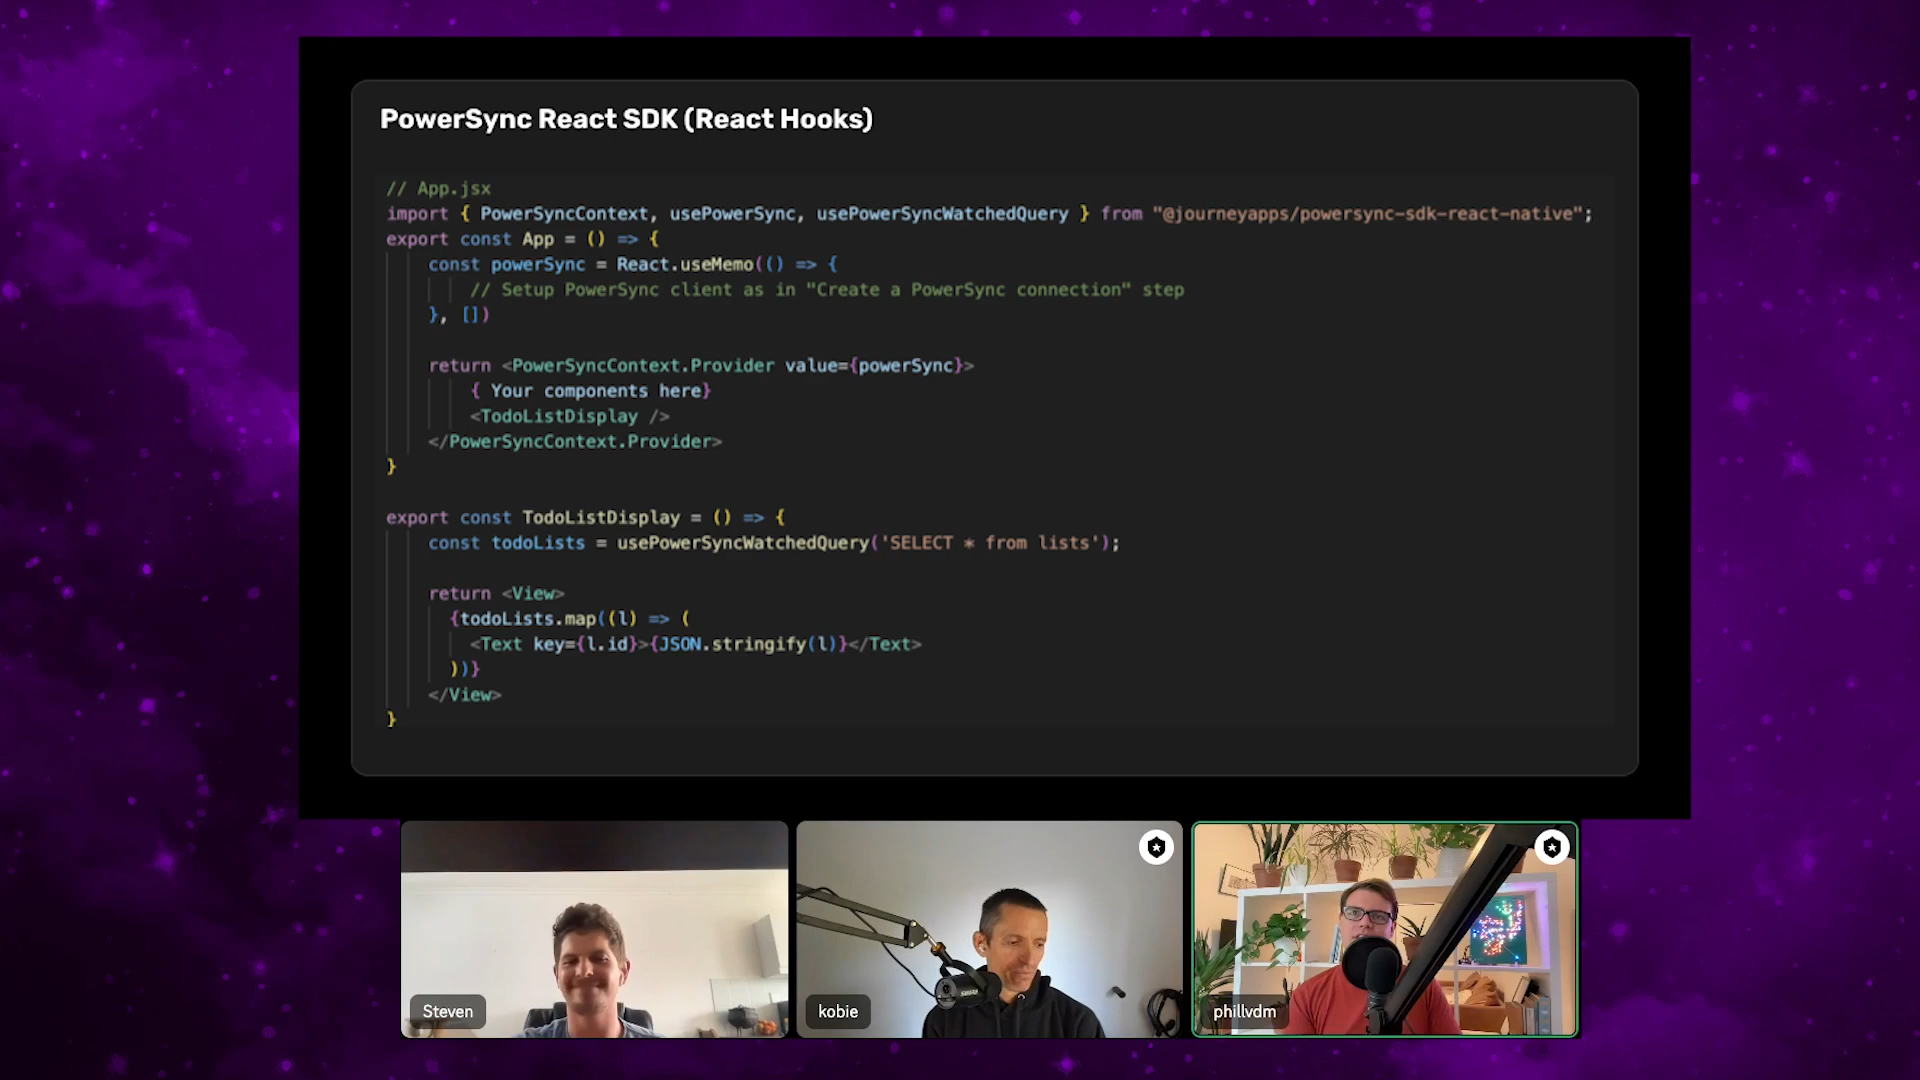 PowerSync React SDK (React Hooks)
// App.jsx
import { PowerSyncContext, usePowerSync, usePowerSyncWatchedQuery } from "@journeyapps/powersync-sdk-react-native";
export const App = () => {
const powerSync = React.useMemo(() => {
// Setup PowerSync client as in "Create a PowerSync connection" step
}, [])
return <PowerSyncContext.Provider value={powerSync}>
{ Your components here}
<TodoListDisplay />
</PowerSyncContext.Provider>
}
export const TodoListDisplay = () => {
const todoLists = usePowerSyncWatchedQuery('SELECT * from lists');
return <View>
{todoLists.map((l) => (
<Text key={l.id}>{JSON.stringify(l)}</Text>
))}
</View>
}
Steven
kobie
phillvdm